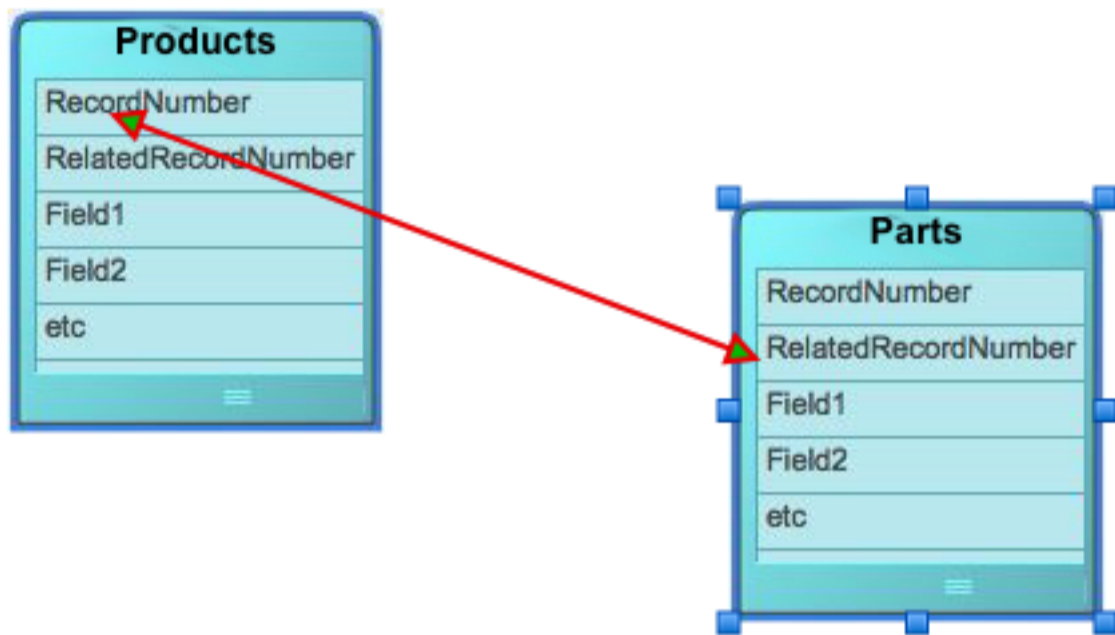 Products
RecordNumber
RelatedRecordNumber
Field1
Field2
etc
Parts
RecordNumber
RelatedRecordNumber
Field1
Field2
etc